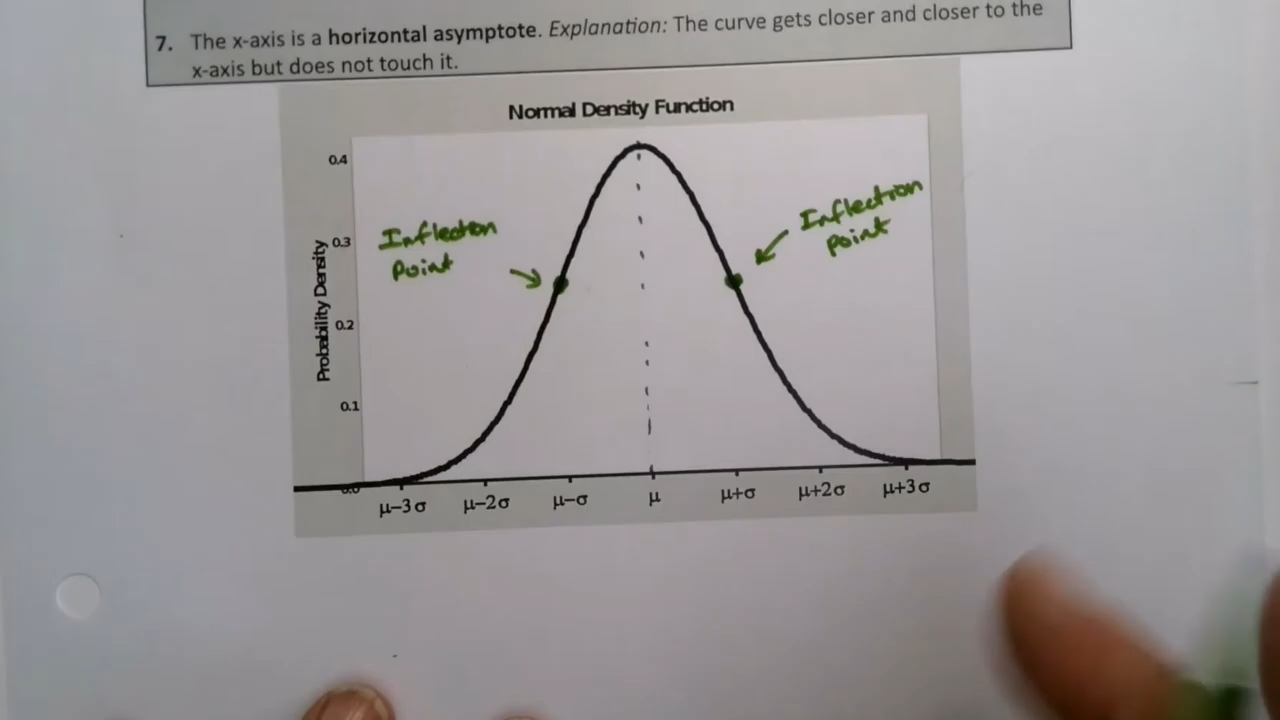 7. The x-axis is a horizontal asymptote. Explanation: The curve gets closer and closer to the
x-axis but does not touch it.
Normal Density Function
Probability Density
0.4
0.3
0.2
0.1
0.0
Inflection
Point
Inflection
point
μ−3σ μ−2σ μ−σ μ μ+σ μ+2σ μ+3σ